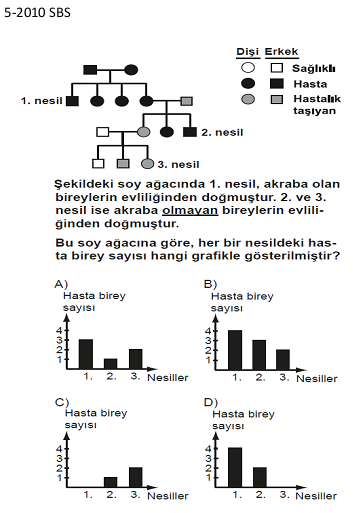 5-2010 SBS
Dişi Erkek
Sağlıklı
Hasta
Hastalık
taşıyan
1. nesil
2. nesil
3. nesil
Şekildeki soy ağacında 1. nesil, akraba olan
bireylerin evliliğinden doğmuştur. 2. ve 3.
nesil ise akraba olmayan bireylerin evlili-
ğinden doğmuştur.
Bu soy ağacına göre, her bir nesildeki has-
ta birey sayısı hangi grafikle gösterilmiştir?
A)
Hasta birey
sayısı
4
3
2
1
1. 2. 3. Nesiller
B)
Hasta birey
sayısı
4
3
2
1
1. 2. 3. Nesiller
C)
Hasta birey
sayısı
4
3
2
1
1. 2. 3. Nesiller
D)
Hasta birey
sayısı
4
3
2
1
1. 2. 3. Nesiller